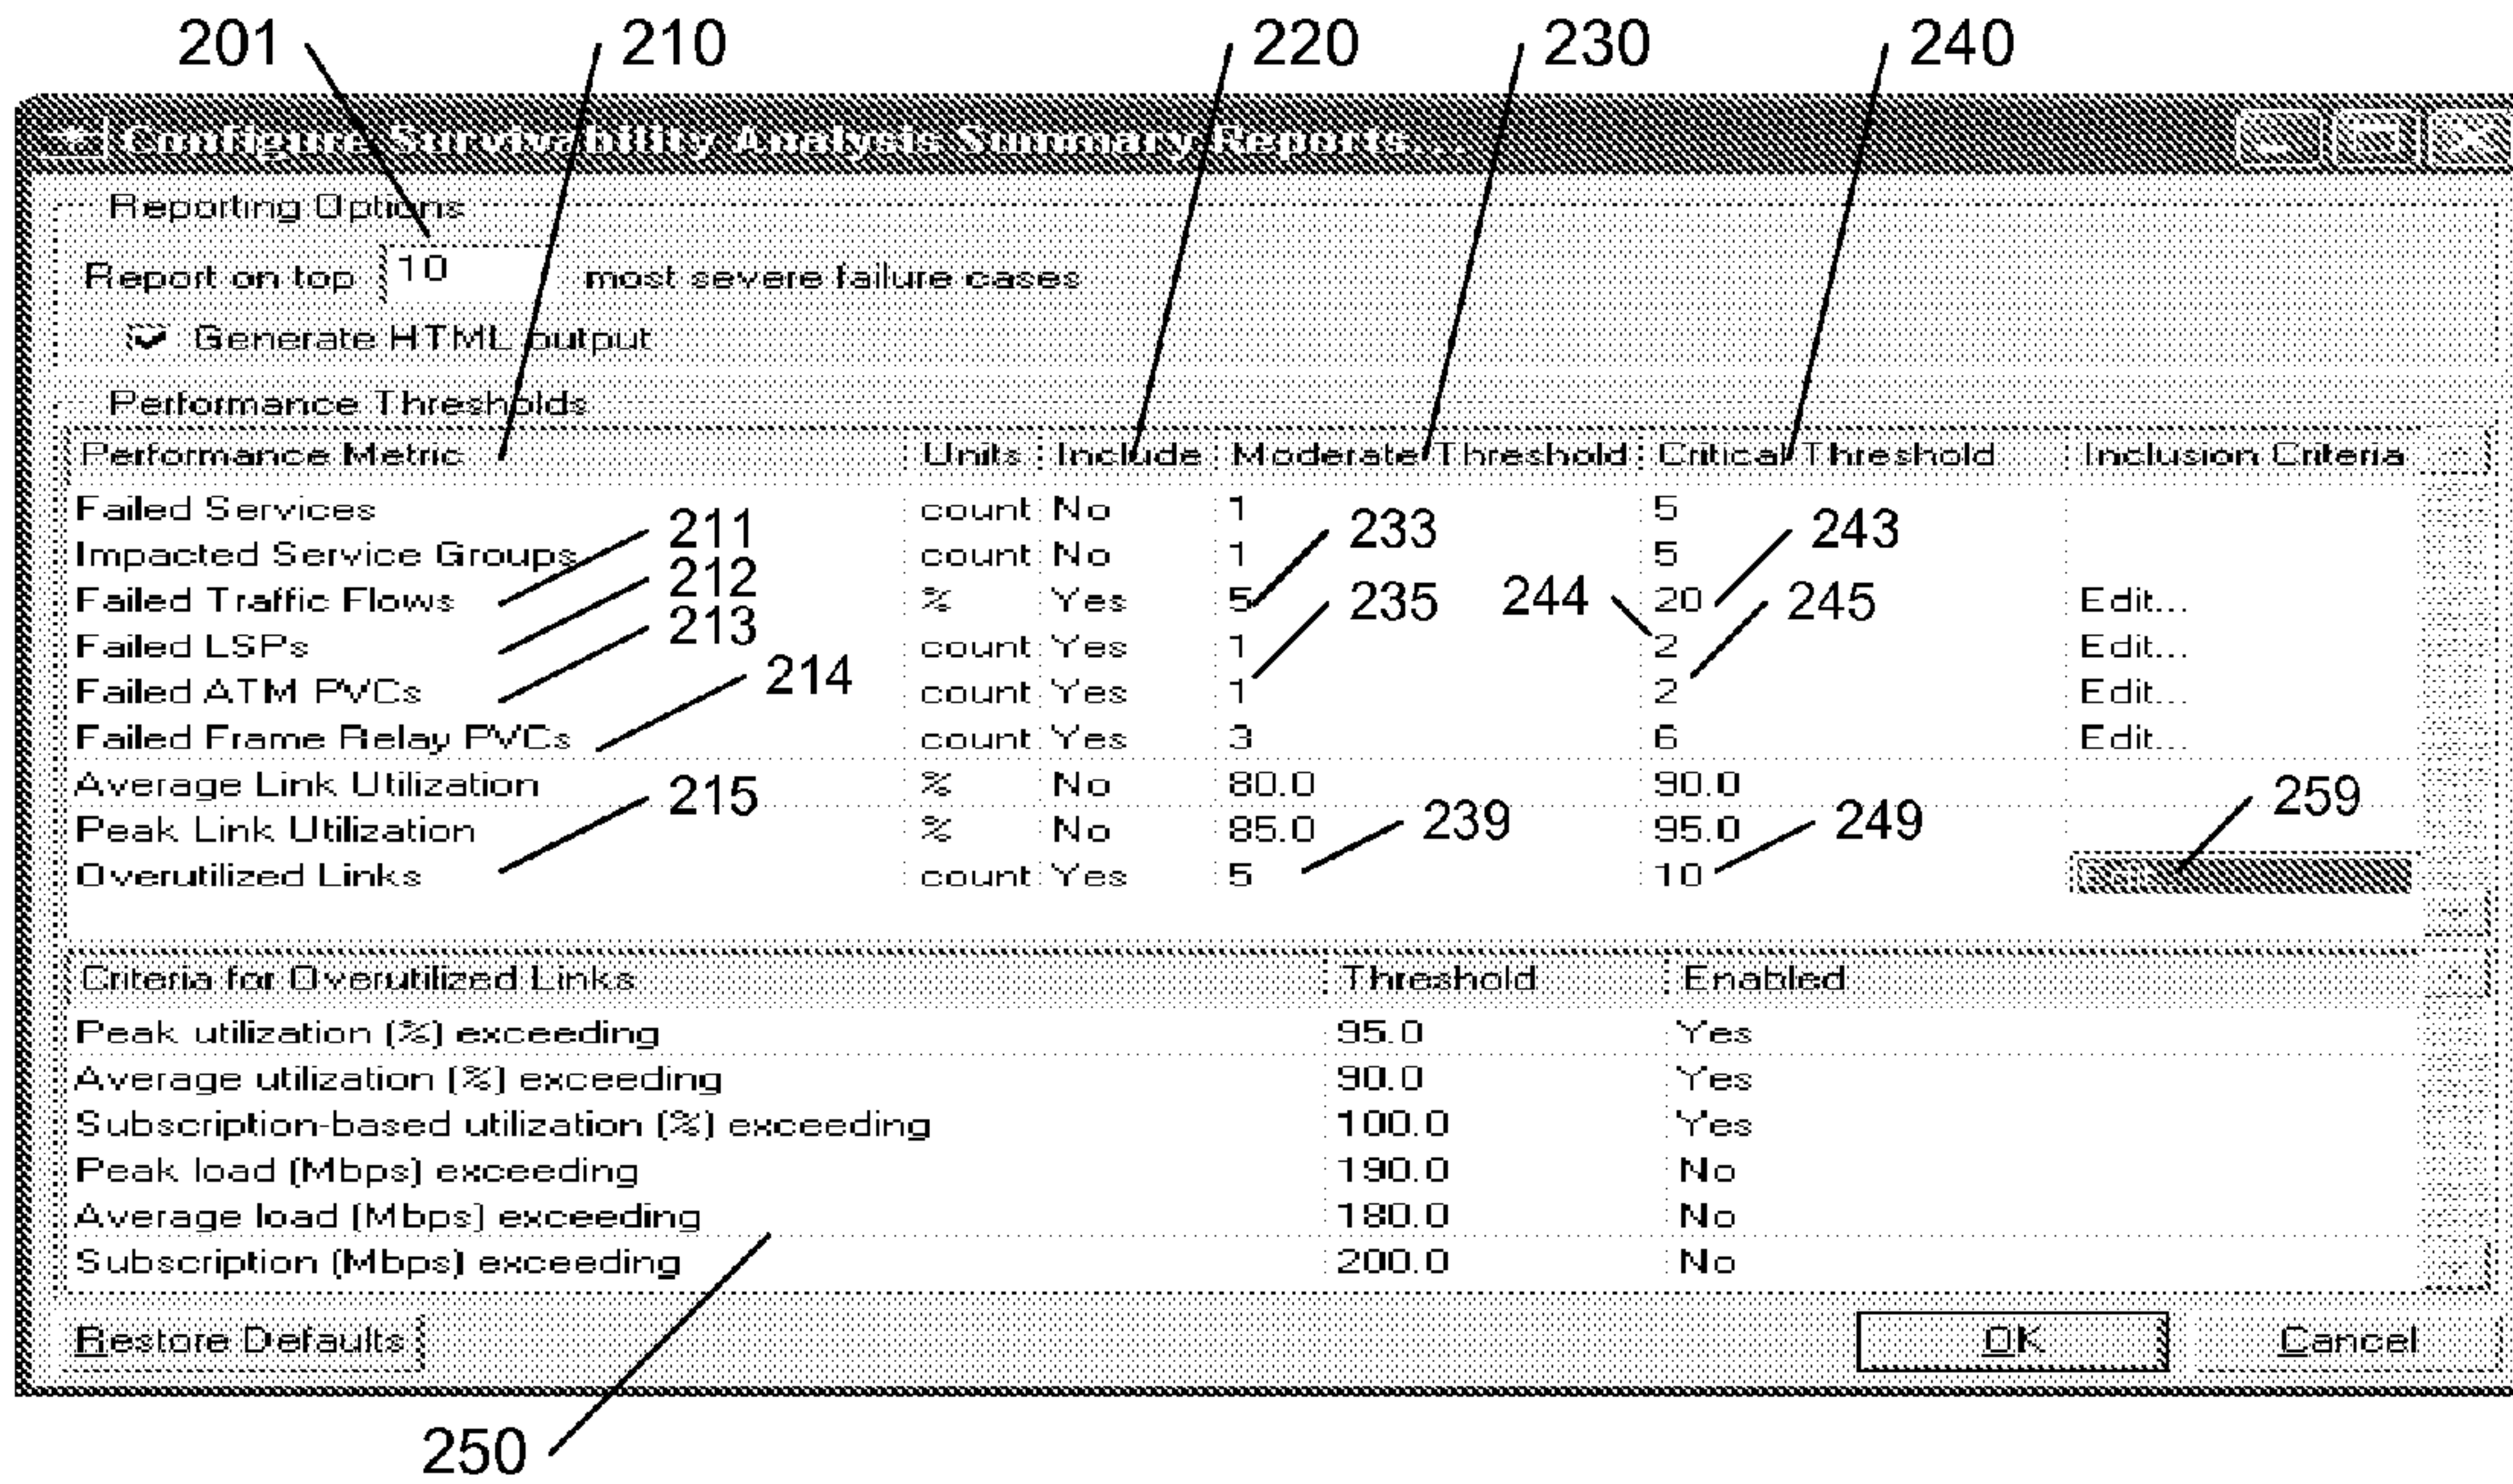 201 210 220 230 240
Configure Survivability Analysis Summary Reports...
Reporting Options
Report on top 10 most severe failure cases
Generate HTML output
Performance Thresholds
Performance Metric Units Include Moderate Threshold Critical Threshold Inclusion Criteria
Failed Services count No 1 5
211 233 243
Impacted Service Groups count No 1 5
212
Failed Traffic Flows % Yes 5 235 244 20 245 Edit...
213
Failed LSPs count Yes 1 2 Edit...
Failed ATM PVCs 214 count Yes 1 2 Edit...
Failed Frame Relay PVCs count Yes 3 6 Edit...
Average Link Utilization 215 % No 80.0 90.0 259
Peak Link Utilization % No 85.0 239 95.0 249
Overutilized Links count Yes 5 10 Edit...
Criteria for Overutilized Links Threshold Enabled
Peak utilization (%) exceeding 95.0 Yes
Average utilization (%) exceeding 90.0 Yes
Subscription-based utilization (%) exceeding 100.0 Yes
Peak load (Mbps) exceeding 190.0 No
Average load (Mbps) exceeding 180.0 No
Subscription (Mbps) exceeding 200.0 No
Restore Defaults OK Cancel
250